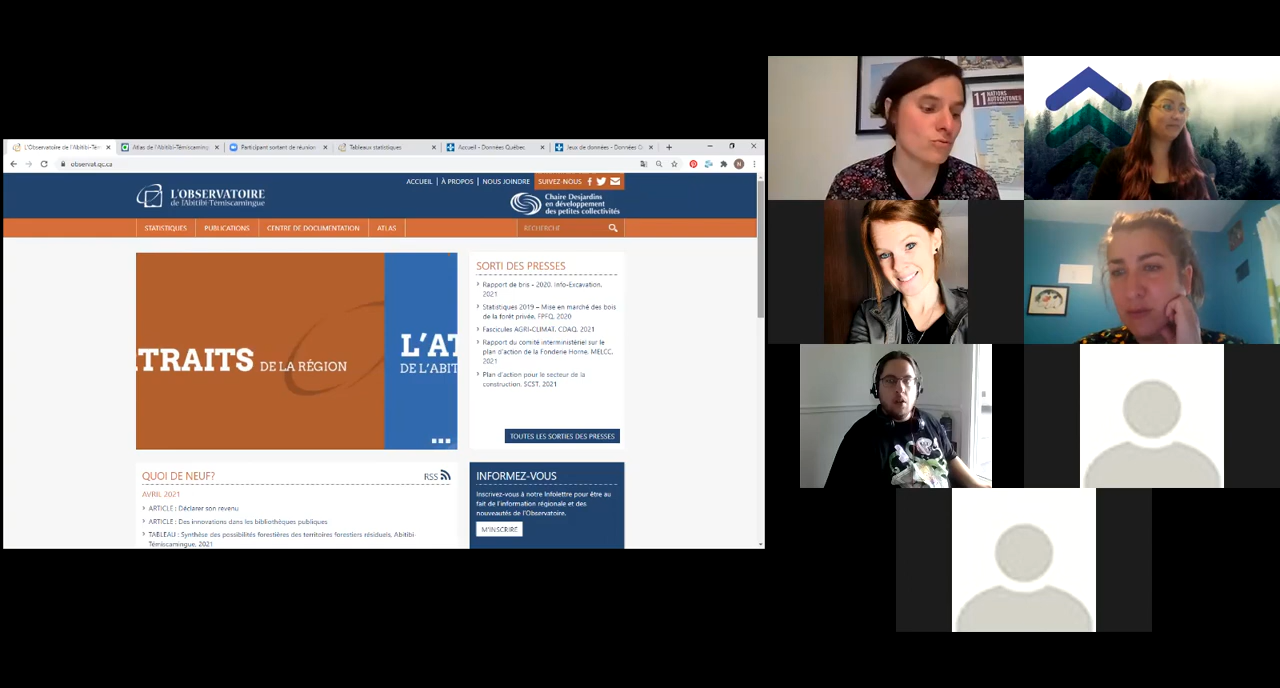 L'Observatoire de l'Abitibi-Tém
Atlas de l'Abitibi-Témiscaming
Participant sortent de réunion
Tableaux statistiques
Accueil - Données Québec
Jeux de données - Données Q
observat.qc.ca
ACCUEIL | À PROPOS | NOUS JOINDRE
SUIVEZ-NOUS
L'OBSERVATOIRE
de l'Abitibi-Témiscamingue
Chaire Desjardins
en développement
des petites collectivités
STATISTIQUES
PUBLICATIONS
CENTRE DE DOCUMENTATION
ATLAS
RECHERCHE
TRAITS DE LA RÉGION
L'AT
DE L'ABIT
SORTI DES PRESSES
Rapport de bris - 2020. Info-Excavation,
2021
Statistiques 2019 – Mise en marché des bois
de la forêt privée, FPFQ, 2020
Fascicules AGRI-CLIMAT. CDAQ. 2021
Rapport du comité interministériel sur le
plan d'action de la Fonderie Horne, MELCC,
2021
Plan d'action pour le secteur de la
construction, SCST, 2021
TOUTES LES SORTIES DES PRESSES
QUOI DE NEUF?
RSS
AVRIL 2021
ARTICLE : Déclarer son revenu
ARTICLE : Des innovations dans les bibliothèques publiques
TABLEAU : Synthèse des possibilités forestières des territoires forestiers résiduels, Abitibi-
Témiscamingue, 2021
INFORMEZ-VOUS
Inscrivez-vous à notre Infolettre pour être au
fait de l'information régionale et des
nouveautés de l'Observatoire.
M'INSCRIRE
11 NATIONS
AUTOCHTONES